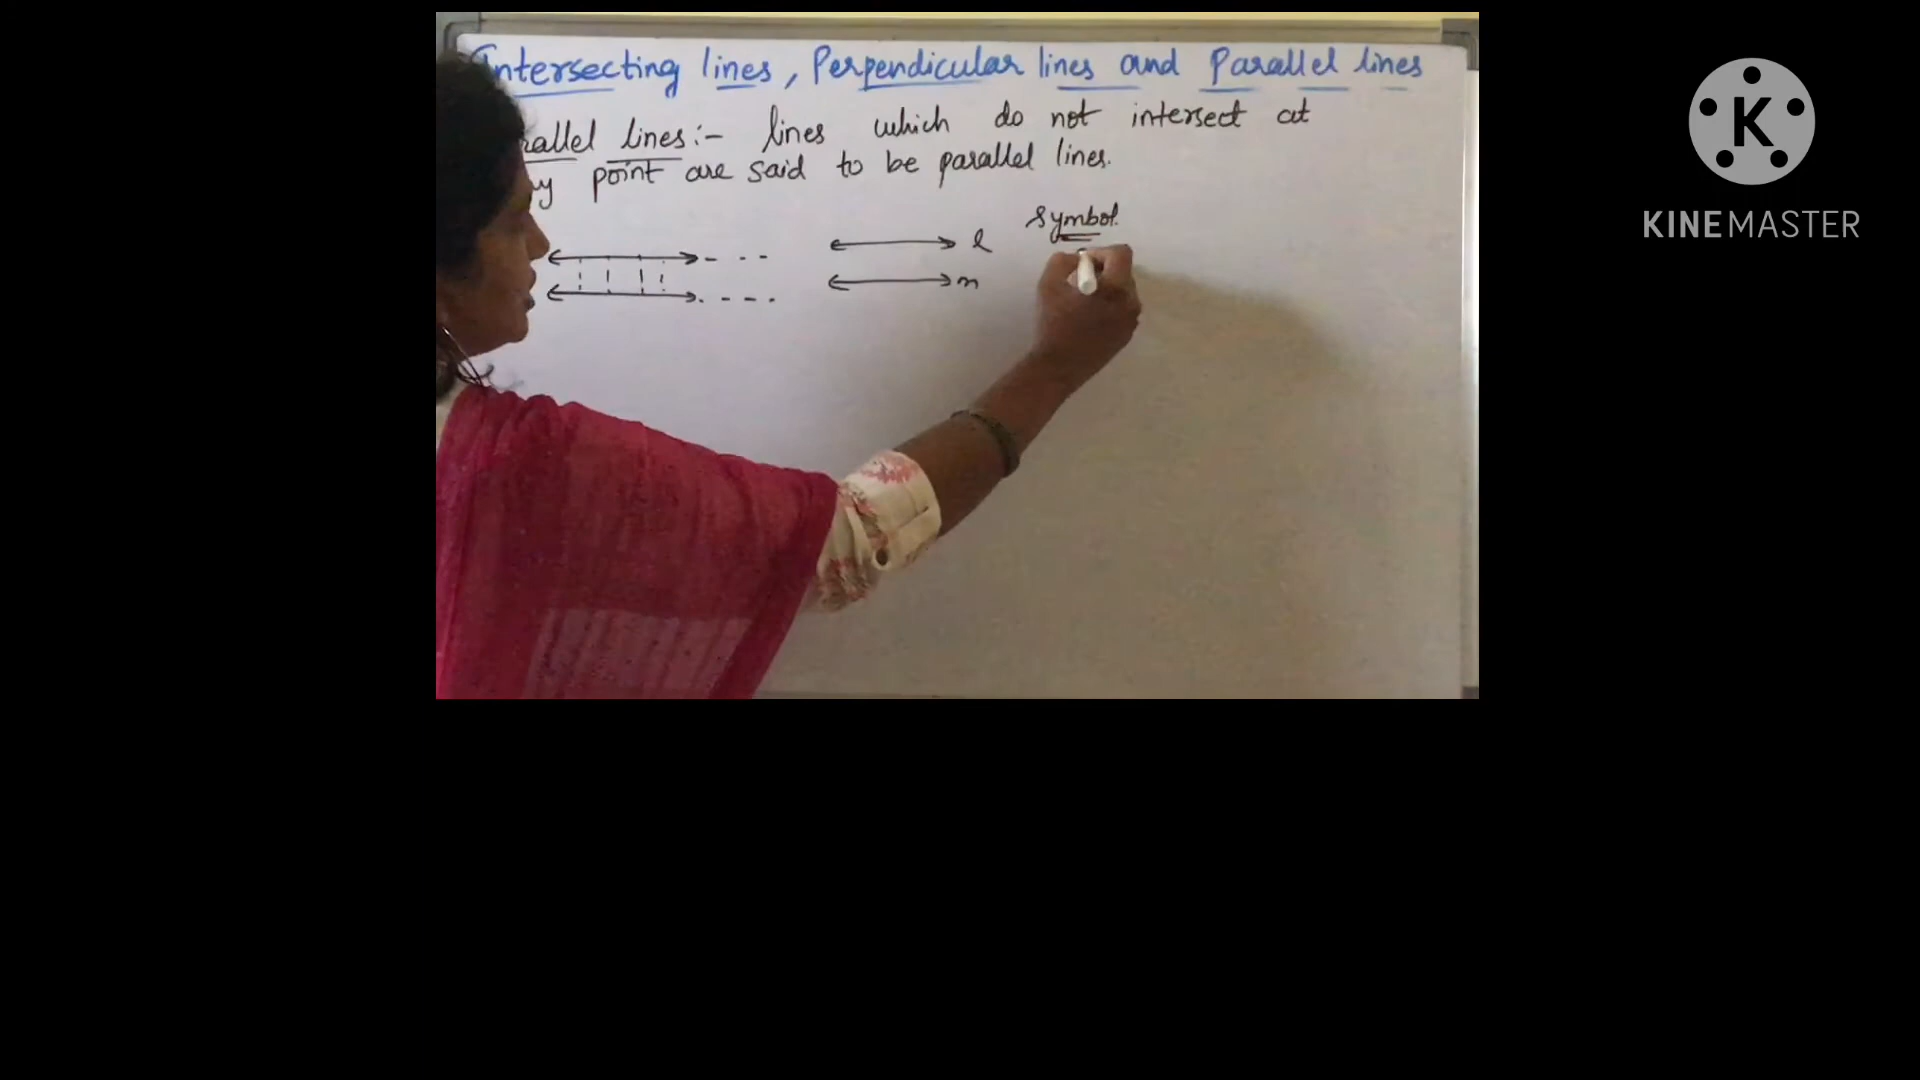 Intersecting lines, Perpendicular lines and Parallel lines
rallel lines:- lines which do not intersect at
y point are said to be parallel lines.
Symbol.
l
m
KINEMASTER